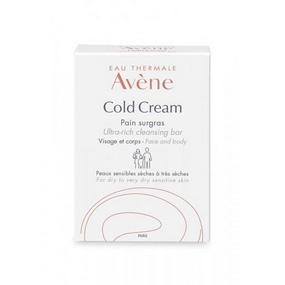 EAU THERMALE
Avène
Cold Cream
Pain surgras
Ultra-rich cleansing bar
Visage et corps - Face and body
Peaux sensibles sèches à très sèches
For dry to very dry sensitive skin
PARIS